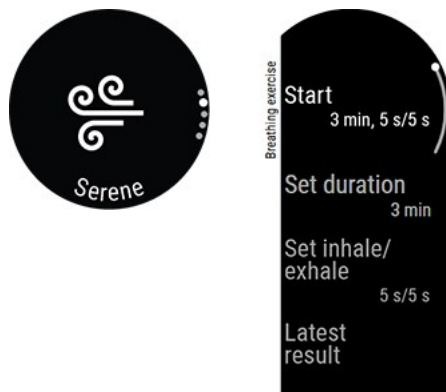 Serene
Breathing exercise
Start
3 min, 5 s/5 s
Set duration
3 min
Set inhale/
exhale
5 s/5 s
Latest
result